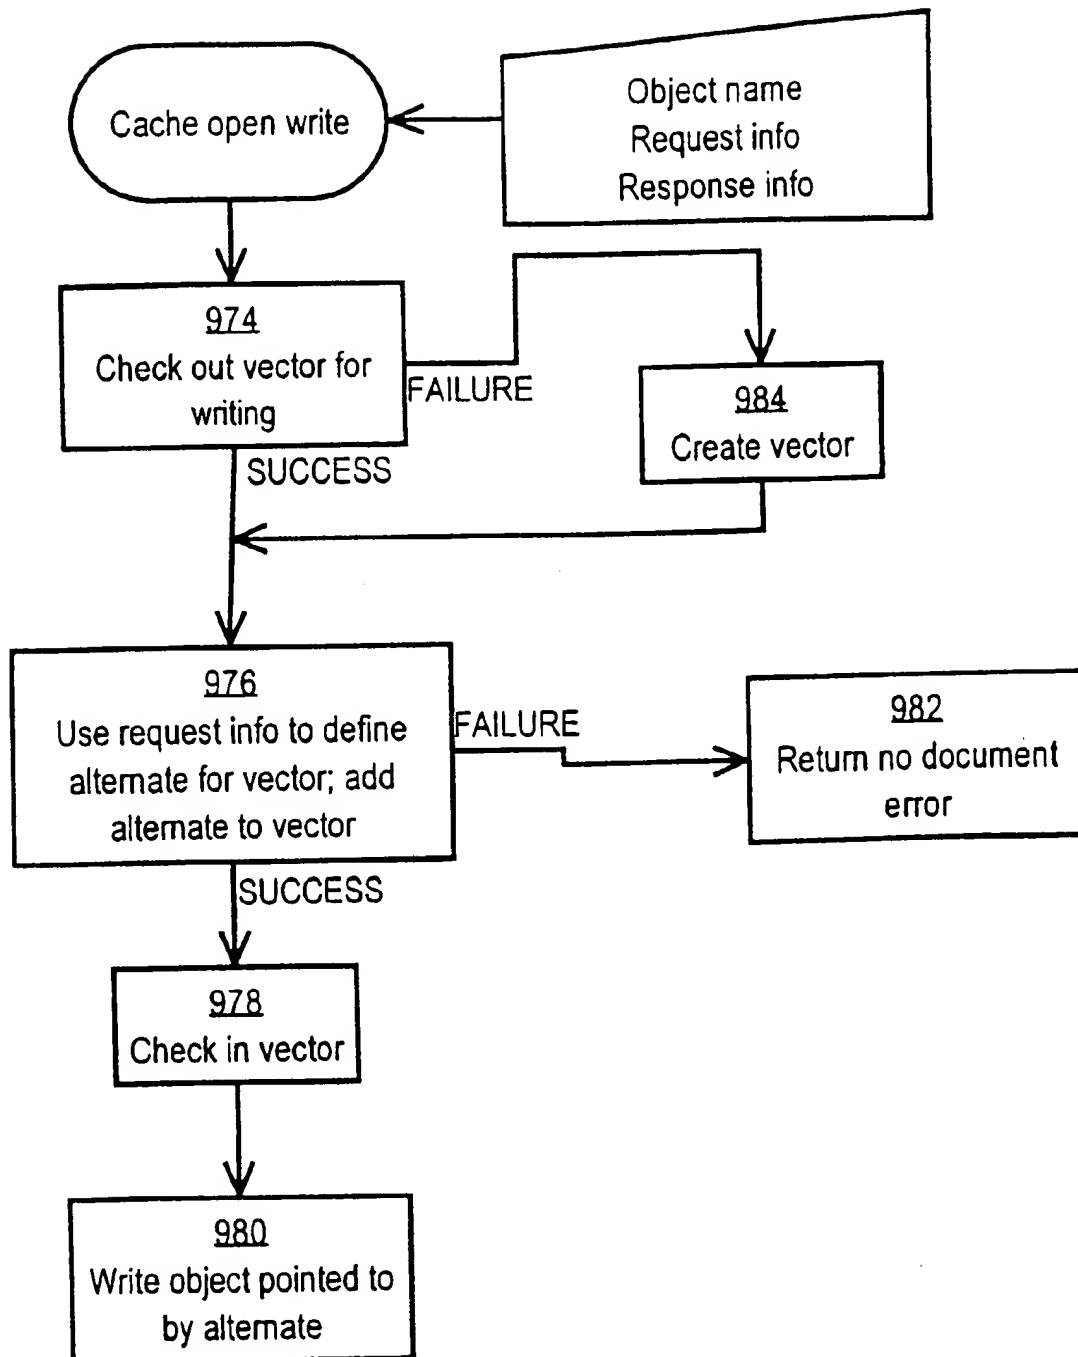 Cache open write
Object name
Request info
Response info
974
Check out vector for
writing
FAILURE
984
Create vector
SUCCESS
976
Use request info to define
alternate for vector; add
alternate to vector
FAILURE
982
Return no document
error
SUCCESS
978
Check in vector
980
Write object pointed to
by alternate